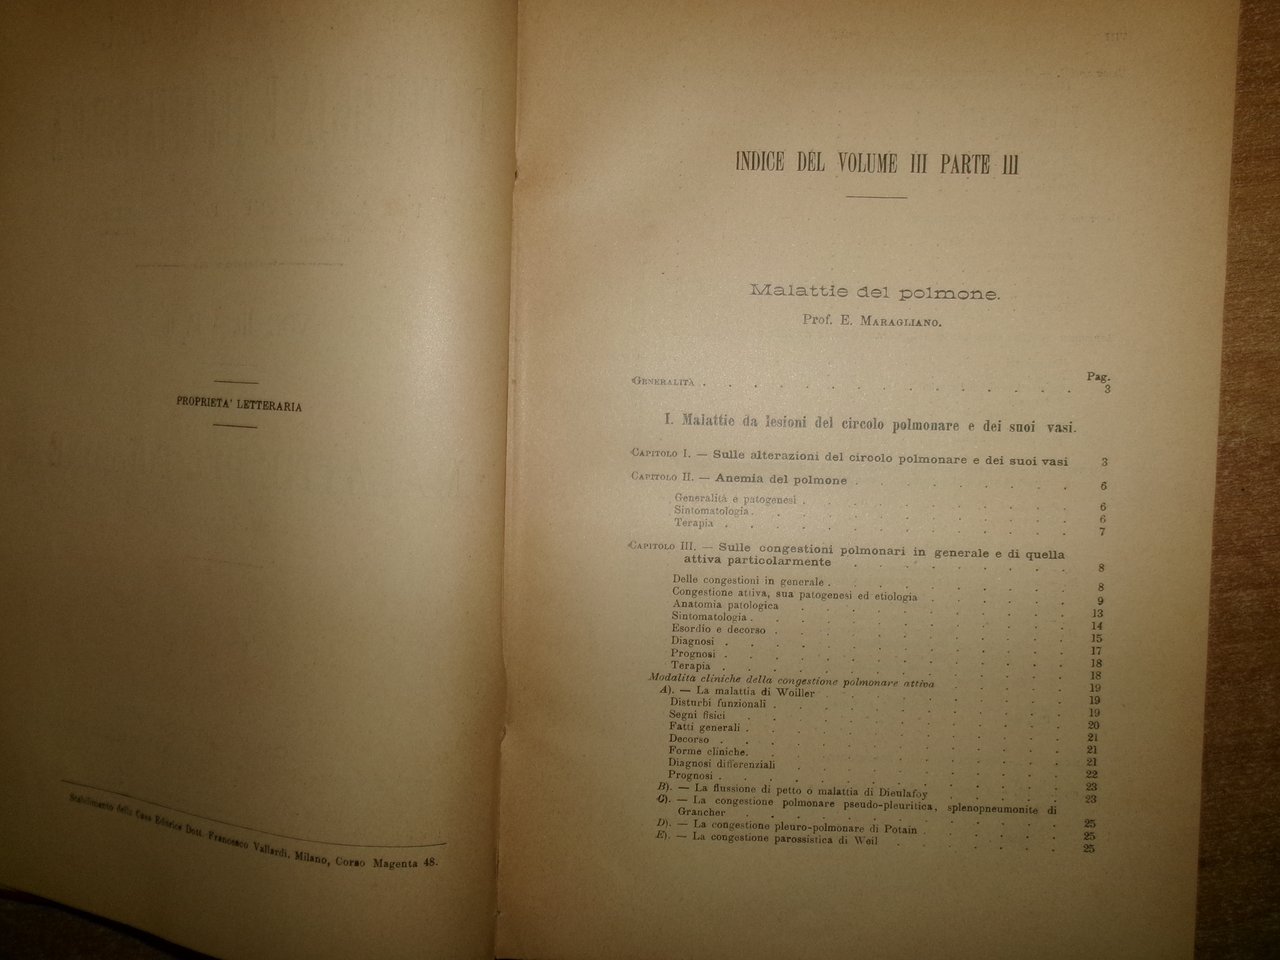 PROPRIETA' LETTERARIA
Stabilimento della Casa Editrice Dott. Francesco Vallardi, Milano, Corso Magenta 48.
INDICE DEL VOLUME III PARTE III
Malattie del polmone.
Prof. E. MARAGLIANO.
Pag.
GENERALITÀ . . . . . . . . . . . . . . . 3
I. Malattie da lesioni del circolo polmonare e dei suoi vasi.
CAPITOLO I. — Sulle alterazioni del circolo polmonare e dei suoi vasi 3
CAPITOLO II. — Anemia del polmone . . . . . . . . 6
Generalità e patogenesi . . . . . . . . . . . 6
Sintomatologia . . . . . . . . . . . . . 6
Terapia . . . . . . . . . . . . . . 7
CAPITOLO III. — Sulle congestioni polmonari in generale e di quella
attiva particolarmente . . . . . . . . . 8
Delle congestioni in generale . . . . . . . . . . 8
Congestione attiva, sua patogenesi ed etiologia . . . . . . 9
Anatomia patologica . . . . . . . . . . . 13
Sintomatologia . . . . . . . . . . . . . 14
Esordio e decorso . . . . . . . . . . . . 15
Diagnosi . . . . . . . . . . . . . . 17
Prognosi . . . . . . . . . . . . . . 18
Terapia . . . . . . . . . . . . . . 18
Modalità cliniche della congestione polmonare attiva . . . . . 19
A). — La malattia di Woiller . . . . . . . . . . 19
Disturbi funzionali . . . . . . . . . . . . 19
Segni fisici . . . . . . . . . . . . . 20
Fatti generali . . . . . . . . . . . . . 21
Decorso . . . . . . . . . . . . . . 21
Forme cliniche. . . . . . . . . . . . . 21
Diagnosi differenziali . . . . . . . . . . . 22
Prognosi . . . . . . . . . . . . . . 23
B). — La flussione di petto o malattia di Dieulafoy . . . . . . 23
C). — La congestione polmonare pseudo-pleuritica, splenopneumonite di
Grancher . . . . . . . . . . . . . 25
D). — La congestione pleuro-polmonare di Potain . . . . . . 25
E). — La congestione parossistica di Weil . . . . . . . 25